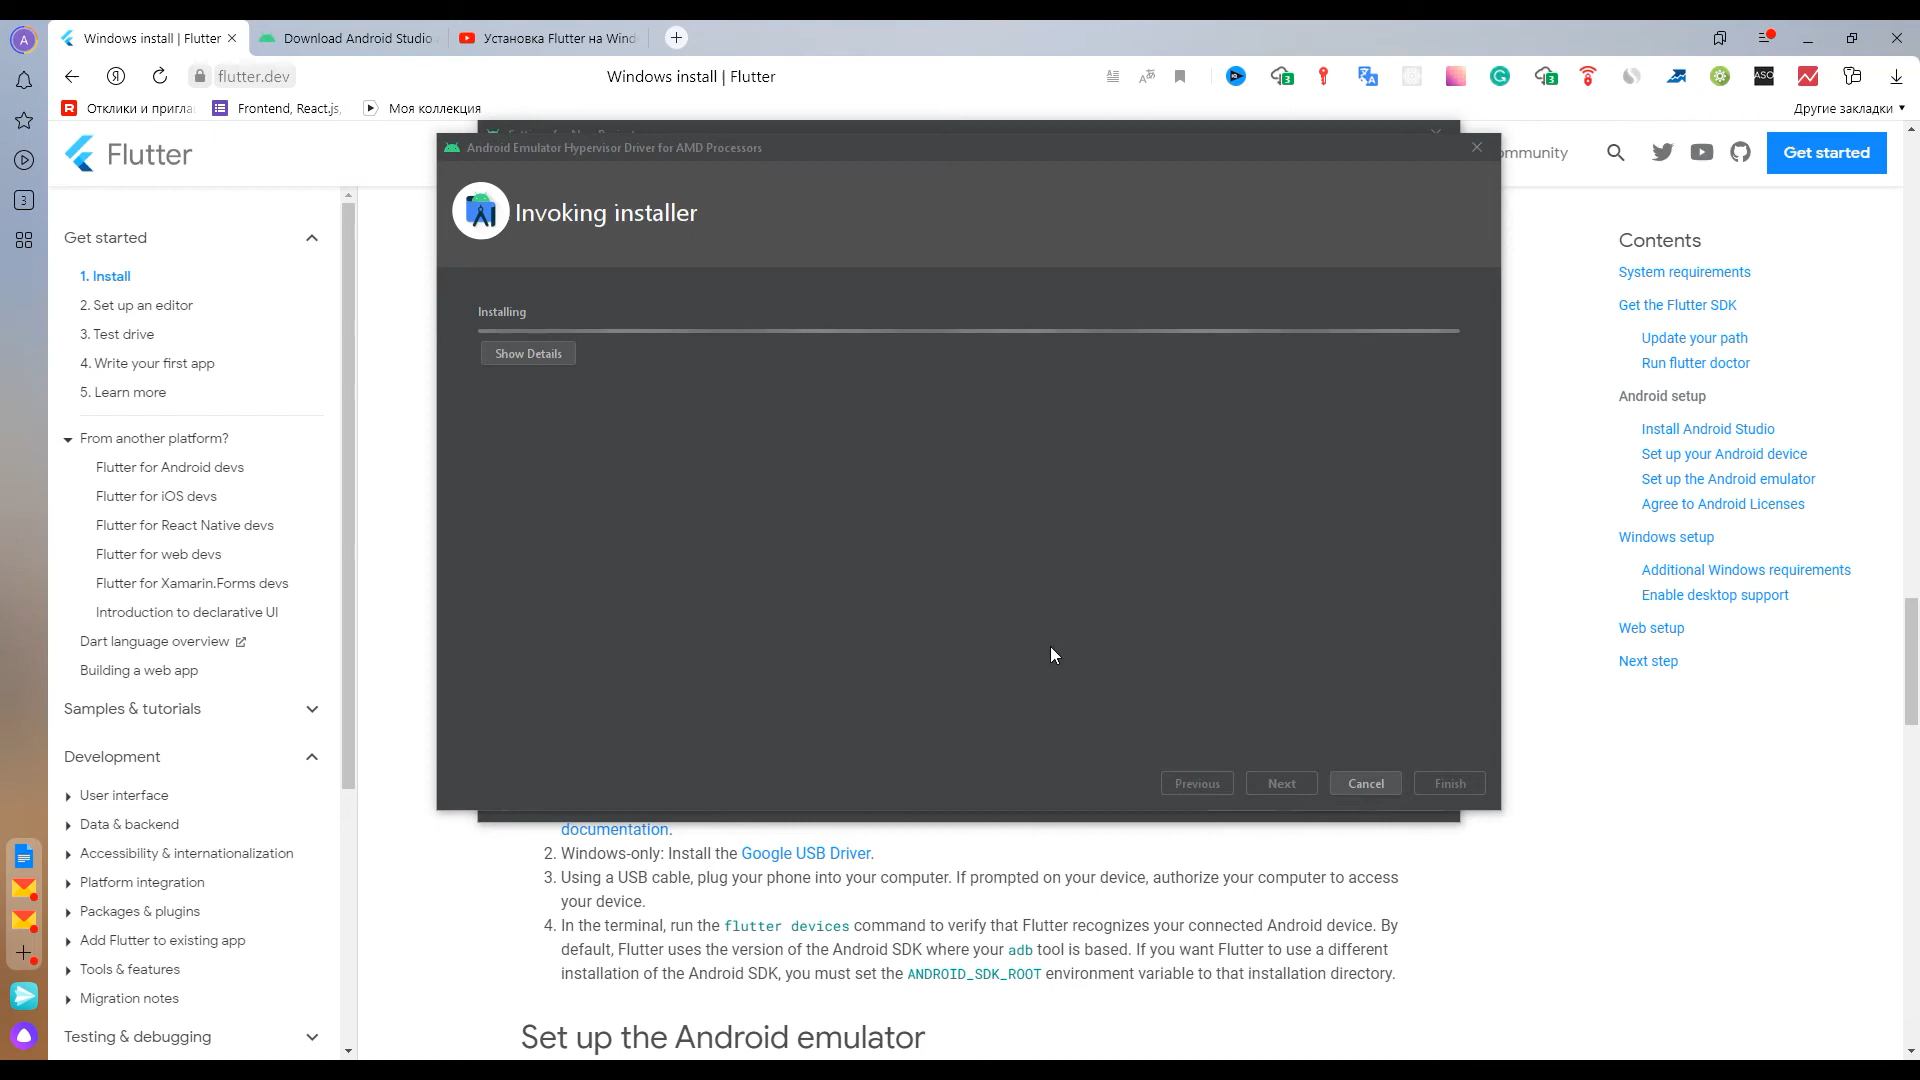 A
Windows install | Flutter
Download Android Studio
Установка Flutter на Wind
flutter.dev
Windows install | Flutter
3
3
ASO
Отклики и пригла
Frontend, React.js,
Моя коллекция
Другие закладки
3
Flutter
ommunity
Get started
Android Emulator Hypervisor Driver for AMD Processors
Invoking installer
Installing
Show Details
Previous
Next
Cancel
Finish
Get started
1. Install
2. Set up an editor
3. Test drive
4. Write your first app
5. Learn more
From another platform?
Flutter for Android devs
Flutter for iOS devs
Flutter for React Native devs
Flutter for web devs
Flutter for Xamarin.Forms devs
Introduction to declarative UI
Dart language overview
Building a web app
Samples & tutorials
Development
User interface
Data & backend
Accessibility & internationalization
Platform integration
Packages & plugins
Add Flutter to existing app
Tools & features
Migration notes
Testing & debugging
documentation.
2. Windows-only: Install the Google USB Driver.
3. Using a USB cable, plug your phone into your computer. If prompted on your device, authorize your computer to access
your device.
4. In the terminal, run the flutter devices command to verify that Flutter recognizes your connected Android device. By
default, Flutter uses the version of the Android SDK where your adb tool is based. If you want Flutter to use a different
installation of the Android SDK, you must set the ANDROID_SDK_ROOT environment variable to that installation directory.
Set up the Android emulator
Contents
System requirements
Get the Flutter SDK
Update your path
Run flutter doctor
Android setup
Install Android Studio
Set up your Android device
Set up the Android emulator
Agree to Android Licenses
Windows setup
Additional Windows requirements
Enable desktop support
Web setup
Next step